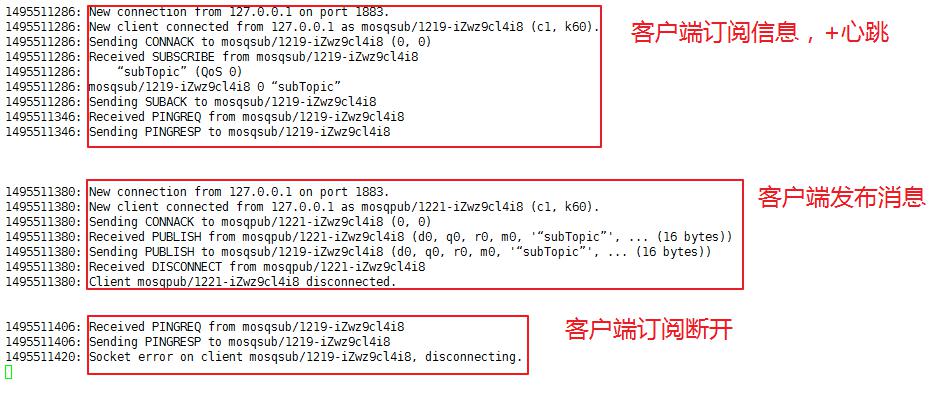 1495511286: New connection from 127.0.0.1 on port 1883.
1495511286: New client connected from 127.0.0.1 as mosqsub/1219-iZwz9cl4i8 (c1, k60).
1495511286: Sending CONNACK to mosqsub/1219-iZwz9cl4i8 (0, 0)
1495511286: Received SUBSCRIBE from mosqsub/1219-iZwz9cl4i8
1495511286:     “subTopic” (QoS 0)
1495511286: mosqsub/1219-iZwz9cl4i8 0 “subTopic”
1495511286: Sending SUBACK to mosqsub/1219-iZwz9cl4i8
1495511346: Received PINGREQ from mosqsub/1219-iZwz9cl4i8
1495511346: Sending PINGRESP to mosqsub/1219-iZwz9cl4i8
客户端订阅信息，+心跳
1495511380: New connection from 127.0.0.1 on port 1883.
1495511380: New client connected from 127.0.0.1 as mosqpub/1221-iZwz9cl4i8 (c1, k60).
1495511380: Sending CONNACK to mosqpub/1221-iZwz9cl4i8 (0, 0)
1495511380: Received PUBLISH from mosqpub/1221-iZwz9cl4i8 (d0, q0, r0, m0, '“subTopic”', ... (16 bytes))
1495511380: Sending PUBLISH to mosqsub/1219-iZwz9cl4i8 (d0, q0, r0, m0, '“subTopic”', ... (16 bytes))
1495511380: Received DISCONNECT from mosqpub/1221-iZwz9cl4i8
1495511380: Client mosqpub/1221-iZwz9cl4i8 disconnected.
客户端发布消息
1495511406: Received PINGREQ from mosqsub/1219-iZwz9cl4i8
1495511406: Sending PINGRESP to mosqsub/1219-iZwz9cl4i8
1495511420: Socket error on client mosqsub/1219-iZwz9cl4i8, disconnecting.
客户端订阅断开